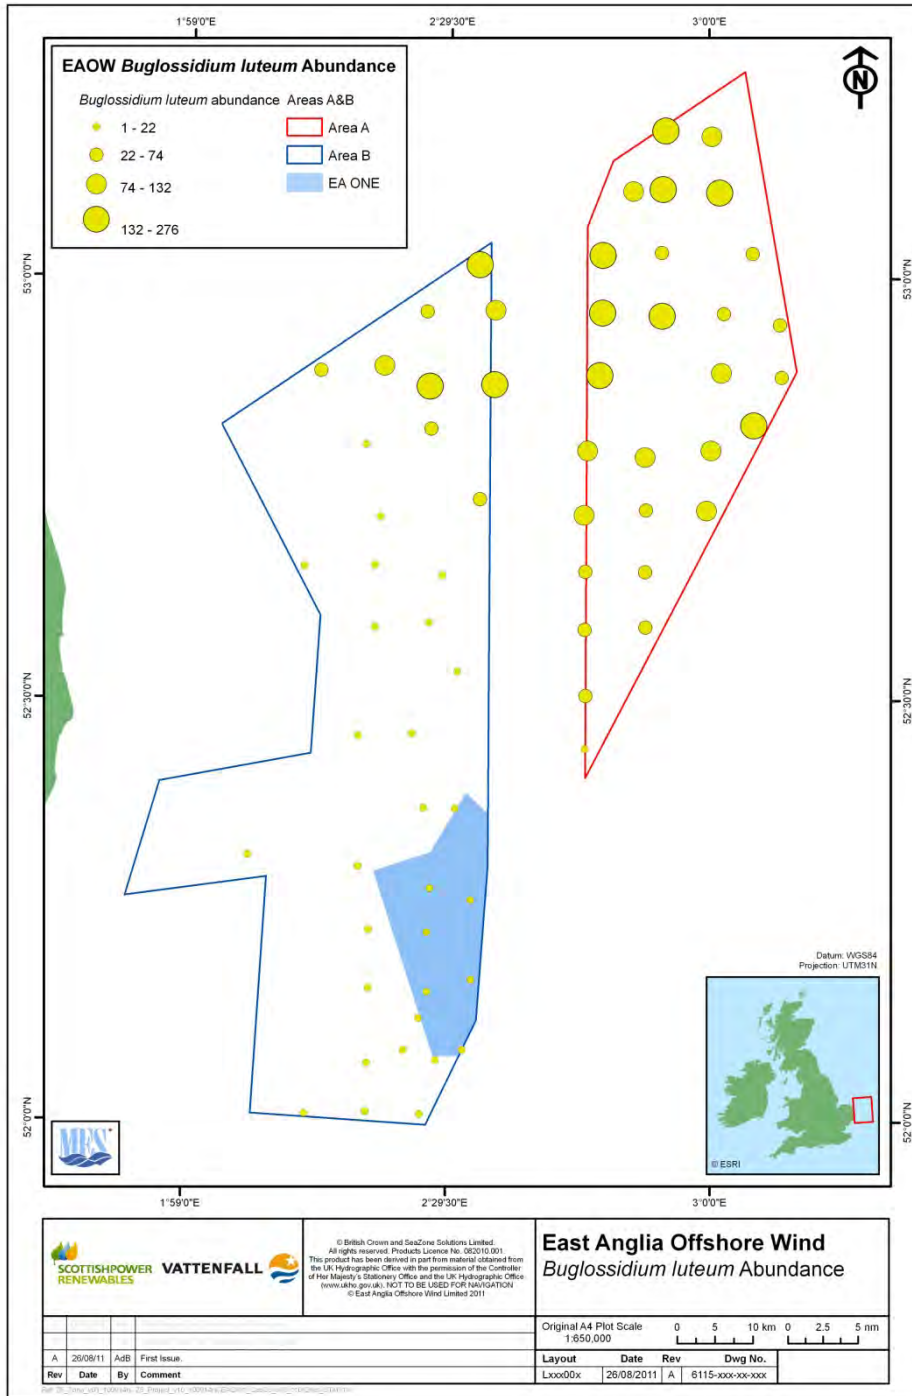 1°59'0"E
2°29'30"E
3°0'0"E
EAOW Buglossidium luteum Abundance
Buglossidium luteum abundance
Areas A&B
1 - 22
Area A
22 - 74
Area B
74 - 132
EA ONE
132 - 276
N
53°0'0"N
53°0'0"N
52°30'0"N
52°30'0"N
Datum: WGS84
Projection: UTM31N
52°0'0"N
52°0'0"N
MES
© ESRI
1°59'0"E
2°29'30"E
3°0'0"E
SCOTTISHPOWER
RENEWABLES
VATTENFALL
© British Crown and SeaZone Solutions Limited.
All rights reserved. Products Licence No. 082010.001
This product has been derived in part from material obtained from
the UK Hydrographic Office with the permission of the Controller
of Her Majesty's Stationery Office and the UK Hydrographic Office
(www.ukho.gov.uk). NOT TO BE USED FOR NAVIGATION
© East Anglia Offshore Wind Limited 2011
East Anglia Offshore Wind
Buglossidium luteum Abundance
Original A4 Plot Scale
1:650,000
0 5 10 km
0 2.5 5 nm
A 26/08/11 AdB First Issue.
Rev Date By Comment
Layout Date Rev Dwg No.
Lxxx00x 26/08/2011 A 6115-xxx-xx-xxx